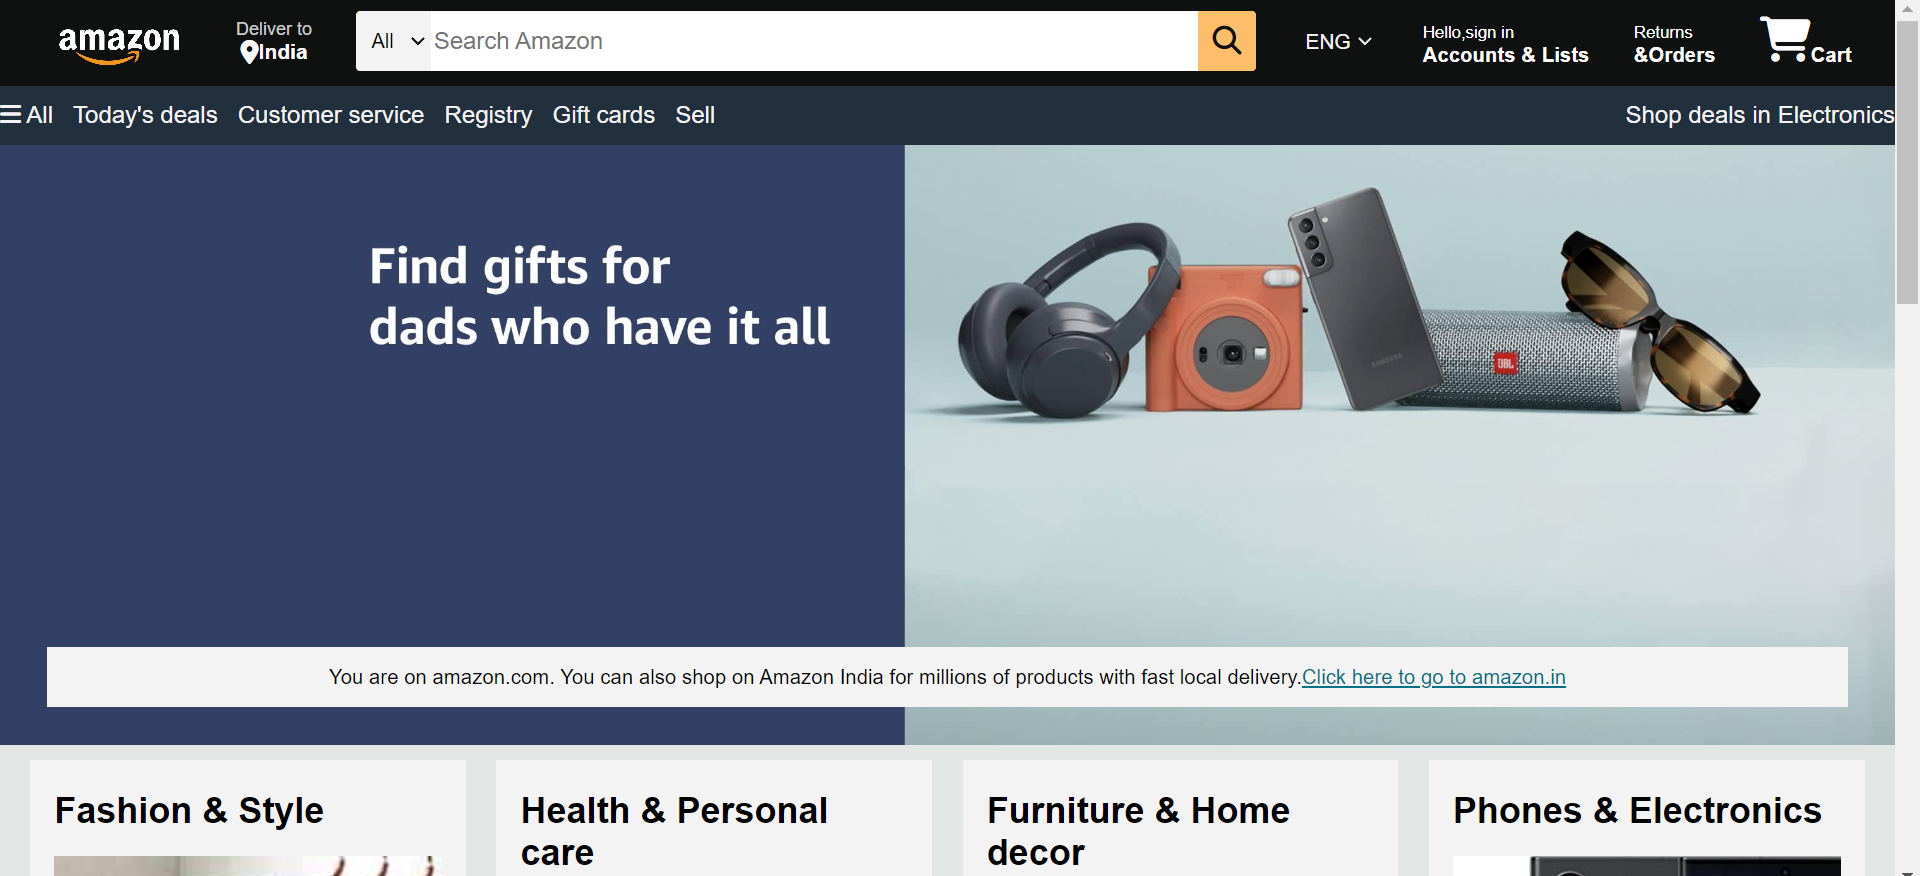 amazon
Deliver to
India
All
Search Amazon
ENG
Hello,sign in
Accounts & Lists
Returns
&Orders
Cart
All
Today's deals
Customer service
Registry
Gift cards
Sell
Shop deals in Electronics
Find gifts for
dads who have it all
SAMSUNG
JBL
You are on amazon.com. You can also shop on Amazon India for millions of products with fast local delivery.Click here to go to amazon.in
Fashion & Style
Health & Personal
care
Furniture & Home
decor
Phones & Electronics